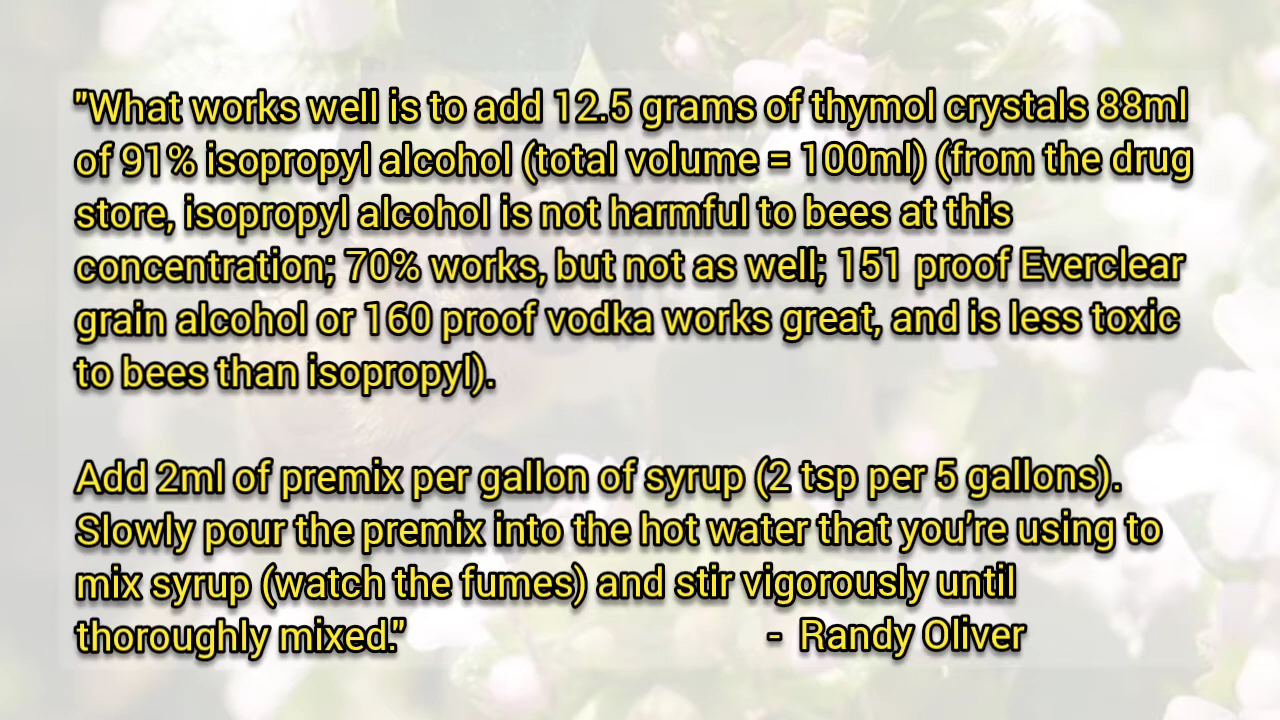 "What works well is to add 12.5 grams of thymol crystals 88ml
of 91% isopropyl alcohol (total volume = 100ml) (from the drug
store, isopropyl alcohol is not harmful to bees at this
concentration; 70% works, but not as well; 151 proof Everclear
grain alcohol or 160 proof vodka works great, and is less toxic
to bees than isopropyl).
Add 2ml of premix per gallon of syrup (2 tsp per 5 gallons).
Slowly pour the premix into the hot water that you're using to
mix syrup (watch the fumes) and stir vigorously until
thoroughly mixed." - Randy Oliver